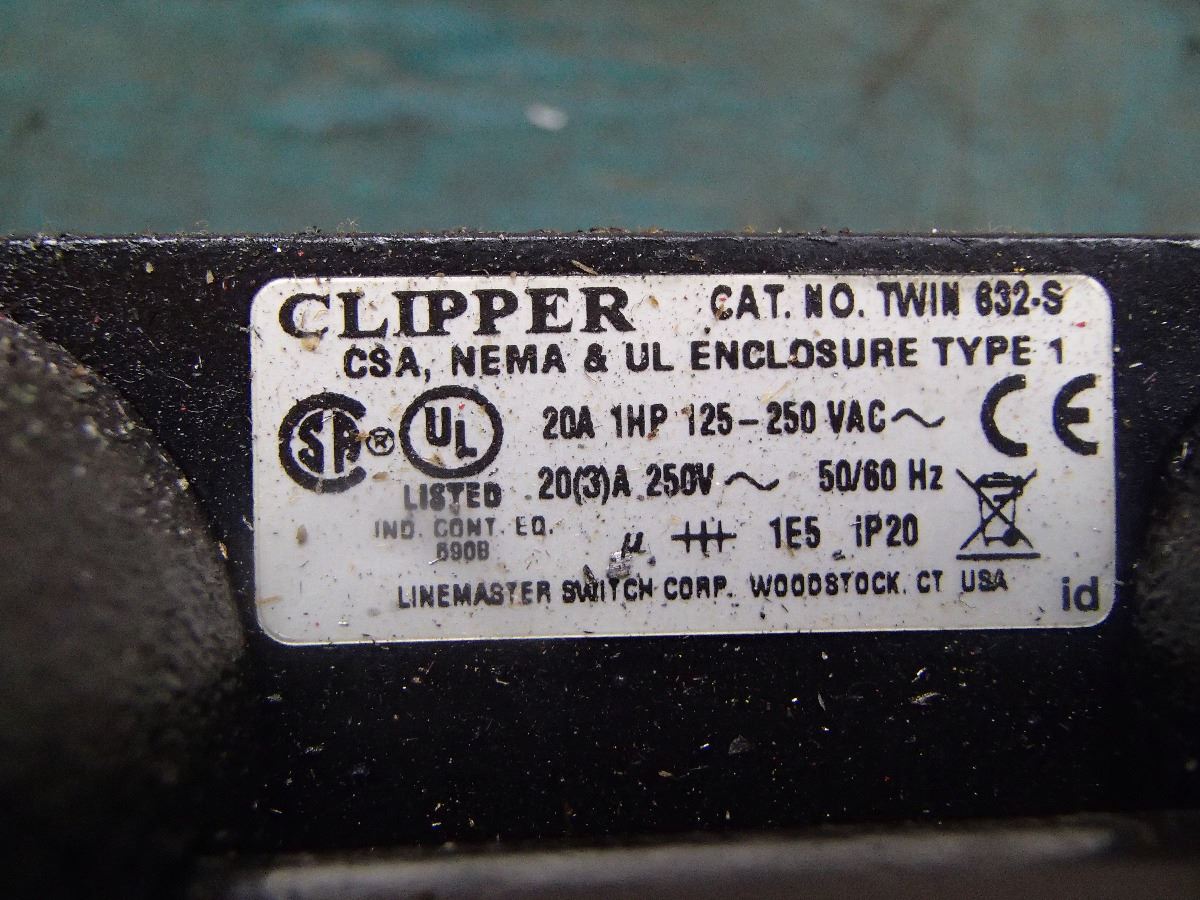 CLIPPER CAT. NO. TWIN 632-S
CSA, NEMA & UL ENCLOSURE TYPE 1
SA ® UL 20A 1HP 125-250 VAC ~ CE
LISTED 20(3)A 250V ~ 50/60 Hz
IND. CONT. EQ. µ 1E5 IP20
690B
LINEMASTER SWITCH CORP. WOODSTOCK, CT USA id